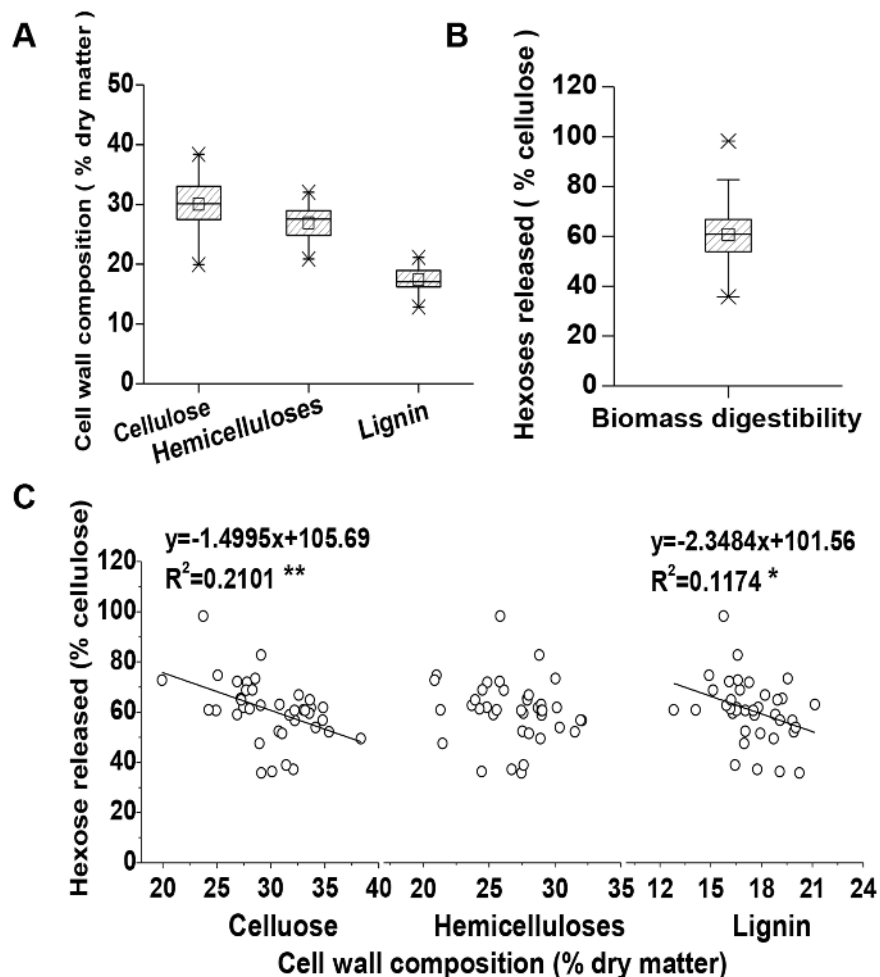 A
Cell wall composition ( % dry matter )
50
40
30
20
10
0
Cellulose
Hemicelluloses
Lignin
B
Hexoses released ( % cellulose )
120
100
80
60
40
20
0
Biomass digestibility
C
Hexose released (% cellulose)
y=-1.4995x+105.69
R²=0.2101 **
y=-2.3484x+101.56
R²=0.1174 *
120
100
80
60
40
20
0
20 25 30 35 40
20 25 30 35
12 15 18 21 24
Celluose Hemicelluloses Lignin
Cell wall composition (% dry matter)